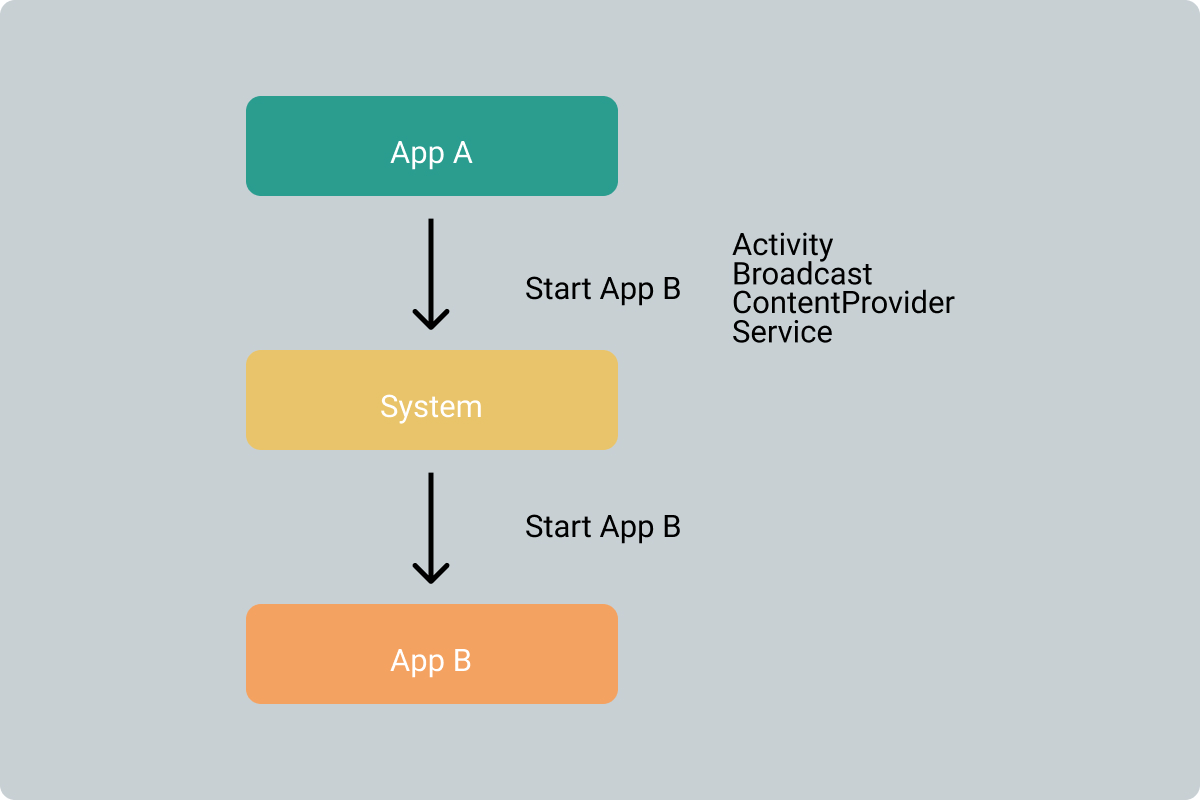 App A
Start App B
Activity
Broadcast
ContentProvider
Service
System
Start App B
App B